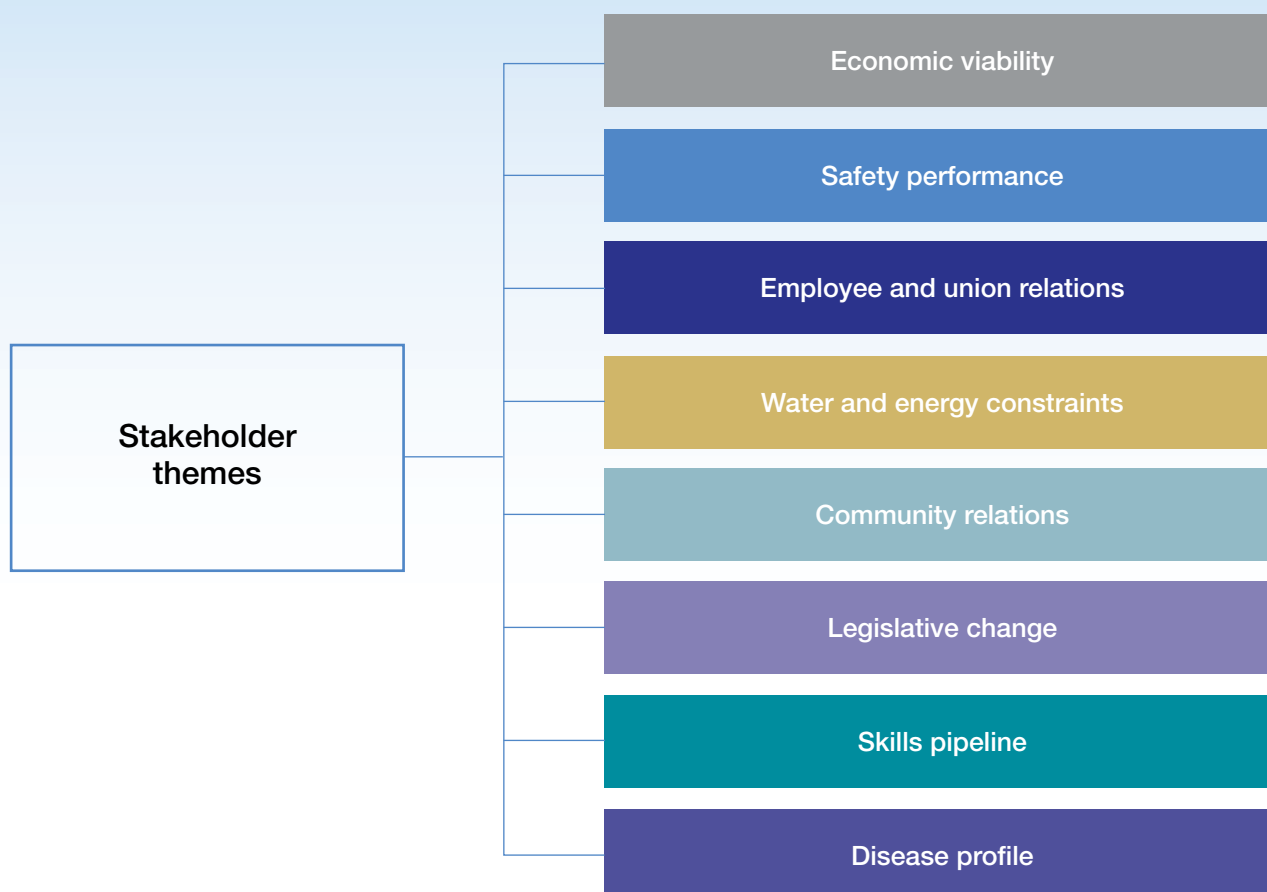 Economic viability
Safety performance
Employee and union relations
Water and energy constraints
Stakeholder
themes
Community relations
Legislative change
Skills pipeline
Disease profile